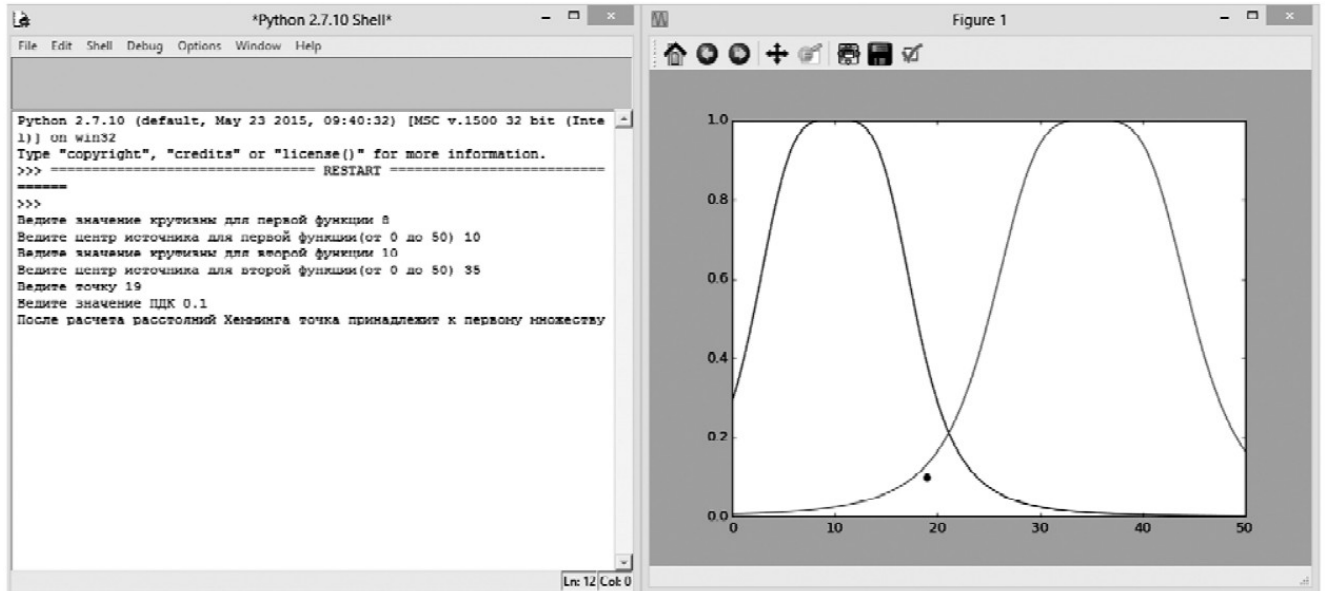 *Python 2.7.10 Shell*
File Edit Shell Debug Options Window Help
Python 2.7.10 (default, May 23 2015, 09:40:32) [MSC v.1500 32 bit (Inte
l)] on win32
Type "copyright", "credits" or "license()" for more information.
>>> ================================ RESTART ==========================
======
>>>
Ведите значение крутизны для первой функции 8
Ведите центр источника для первой функции(от 0 до 50) 10
Ведите значение крутизны для второй функции 10
Ведите центр источника для второй функции(от 0 до 50) 35
Ведите точку 19
Ведите значение ПДК 0.1
После расчета расстояний Хеннинга точка принадлежит к первому множеству
Ln: 12 Col: 0
Figure 1
1.0
0.8
0.6
0.4
0.2
0.0
0 10 20 30 40 50